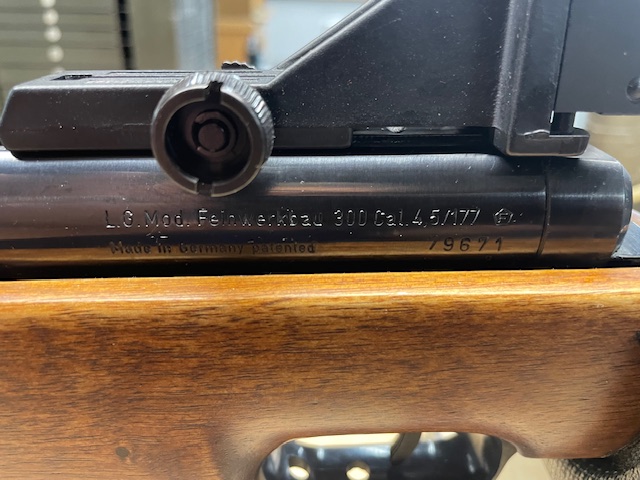 L.G. Mod. Feinwerkbau 300 Cal. 4,5/177 F
Made in Germany patented 79671